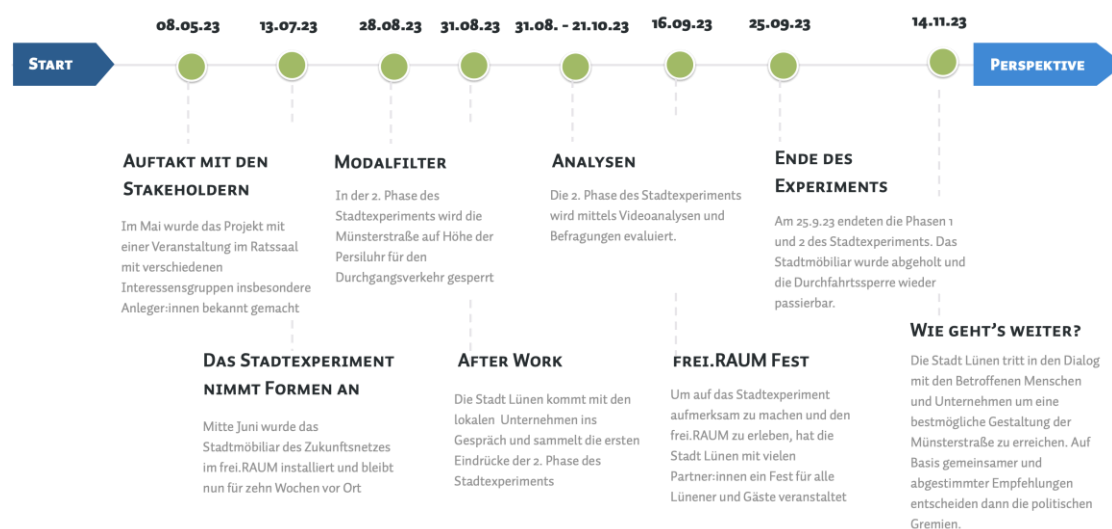 08.05.23
13.07.23
28.08.23
31.08.23
31.08. - 21.10.23
16.09.23
25.09.23
14.11.23
Start
Perspektive
Auftakt mit den
Stakeholdern
Im Mai wurde das Projekt mit
einer Veranstaltung im Ratssaal
mit verschiedenen
Interessensgruppen insbesondere
Anleger:innen bekannt gemacht
Modalfilter
In der 2. Phase des
Stadtexperiments wird die
Münsterstraße auf Höhe der
Persiluhr für den
Durchgangsverkehr gesperrt
Analysen
Die 2. Phase des Stadtexperiments
wird mittels Videoanalysen und
Befragungen evaluiert.
Ende des
Experiments
Am 25.9.23 endeten die Phasen 1
und 2 des Stadtexperiments. Das
Stadtmöbiliar wurde abgeholt und
die Durchfahrtssperre wieder
passierbar.
Das Stadtexperiment
nimmt Formen an
Mitte Juni wurde das
Stadtmöbiliar des Zukunftsnetzes
im frei.RAUM installiert und bleibt
nun für zehn Wochen vor Ort
After Work
Die Stadt Lünen kommt mit den
lokalen Unternehmen ins
Gespräch und sammelt die ersten
Eindrücke der 2. Phase des
Stadtexperiments
frei.RAUM Fest
Um auf das Stadtexperiment
aufmerksam zu machen und den
frei.RAUM zu erleben, hat die
Stadt Lünen mit vielen
Partner:innen ein Fest für alle
Lünener und Gäste veranstaltet
Wie geht's weiter?
Die Stadt Lünen tritt in den Dialog
mit den Betroffenen Menschen
und Unternehmen um eine
bestmögliche Gestaltung der
Münsterstraße zu erreichen. Auf
Basis gemeinsamer und
abgestimmter Empfehlungen
entscheiden dann die politischen
Gremien.